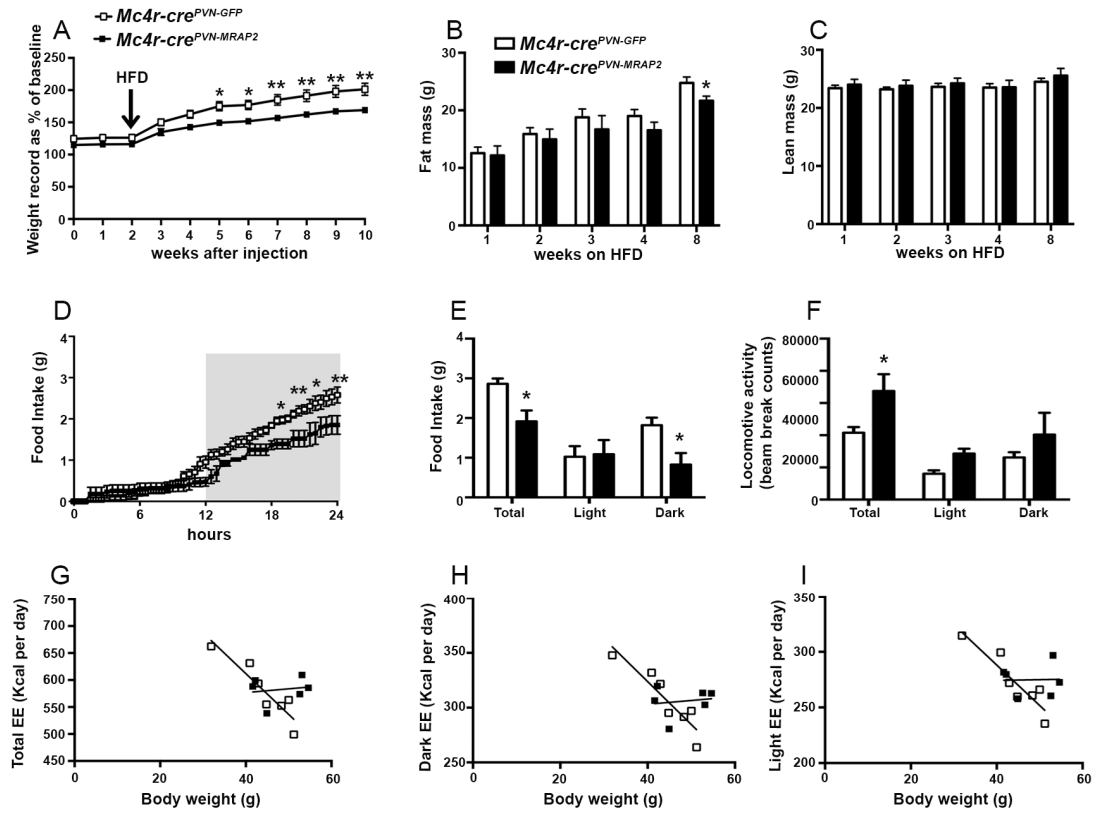 A
Mc4r-cre^PVN-GFP
Mc4r-cre^PVN-MRAP2
Weight record as % of baseline
250
200
150
100
50
0
HFD
* * ** ** ** **
0 1 2 3 4 5 6 7 8 9 10
weeks after injection
B
Mc4r-cre^PVN-GFP
Mc4r-cre^PVN-MRAP2
Fat mass (g)
30
20
10
0
*
1 2 3 4 8
weeks on HFD
C
Lean mass (g)
30
20
10
0
1 2 3 4 8
weeks on HFD
D
Food Intake (g)
4
3
2
1
0
* ** * **
0 6 12 18 24
hours
E
Food Intake (g)
4
3
2
1
0
* *
Total Light Dark
F
Locomotive activity
(beam break counts)
80000
60000
40000
20000
0
*
Total Light Dark
G
Total EE (Kcal per day)
750
700
650
600
550
500
450
0 20 40 60
Body weight (g)
H
Dark EE (Kcal per day)
400
350
300
250
0 20 40 60
Body weight (g)
I
Light EE (Kcal per day)
350
300
250
200
0 20 40 60
Body weight (g)